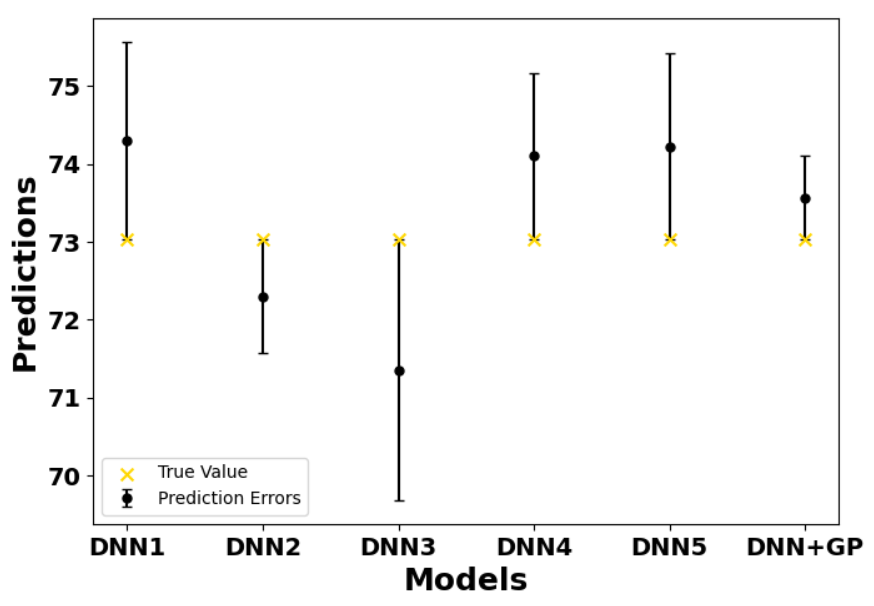 Predictions
75
74
73
72
71
70
True Value
Prediction Errors
DNN1 DNN2 DNN3 DNN4 DNN5 DNN+GP
Models